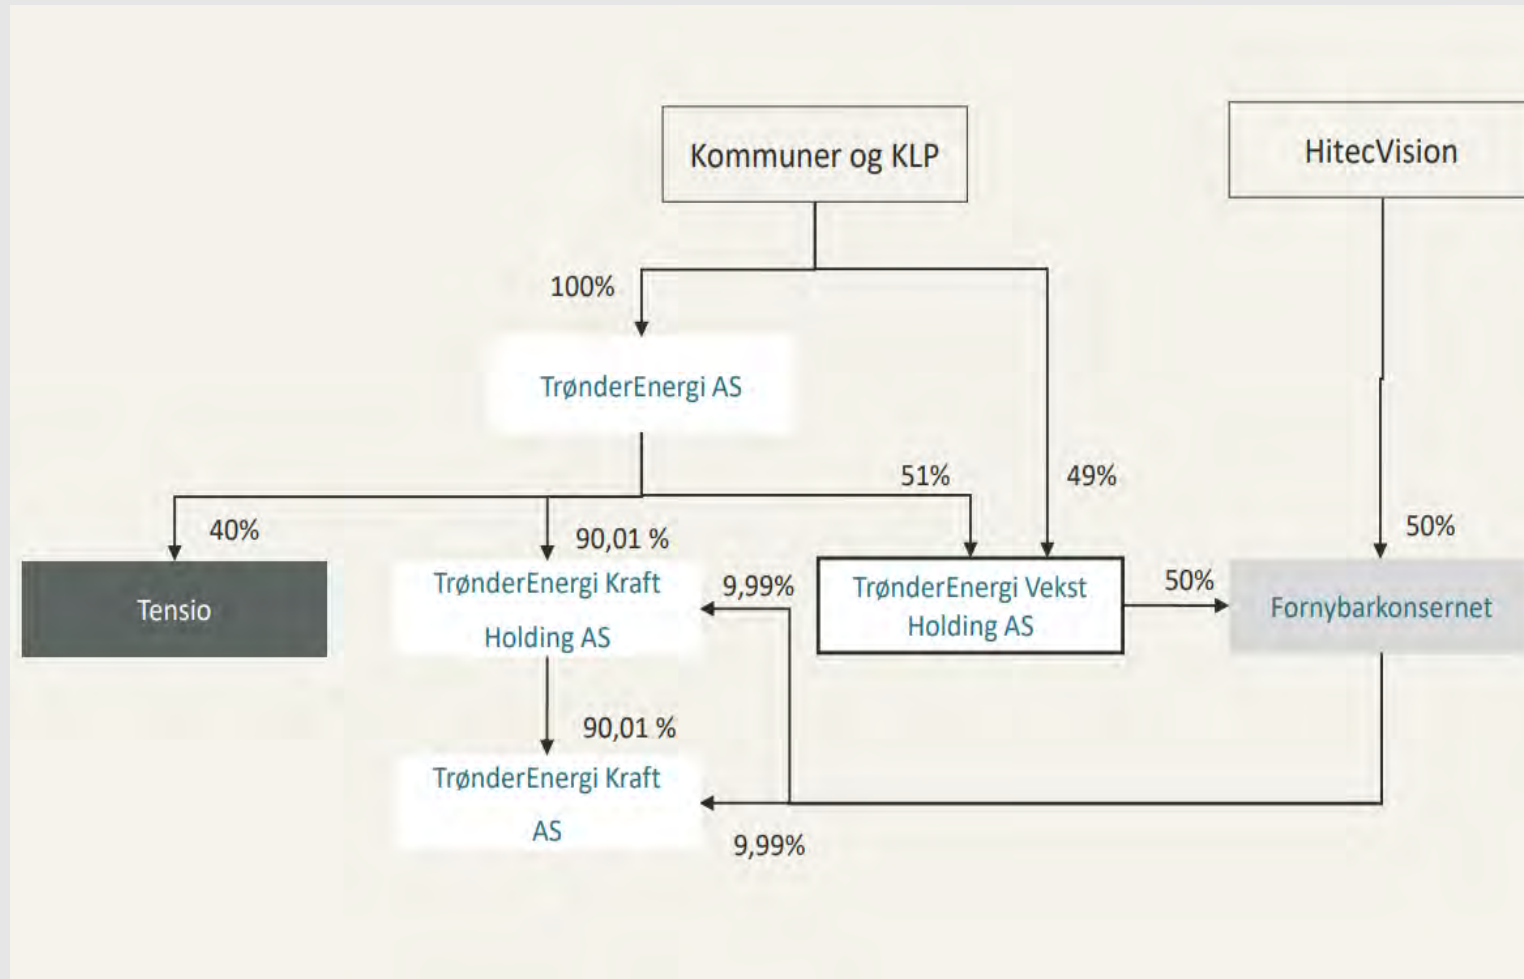 Kommuner og KLP
HitecVision
100%
TrønderEnergi AS
51%
49%
40%
90,01 %
50%
Tensio
TrønderEnergi Kraft
Holding AS
9,99%
TrønderEnergi Vekst
Holding AS
50%
Fornybarkonsernet
90,01 %
TrønderEnergi Kraft
AS
9,99%